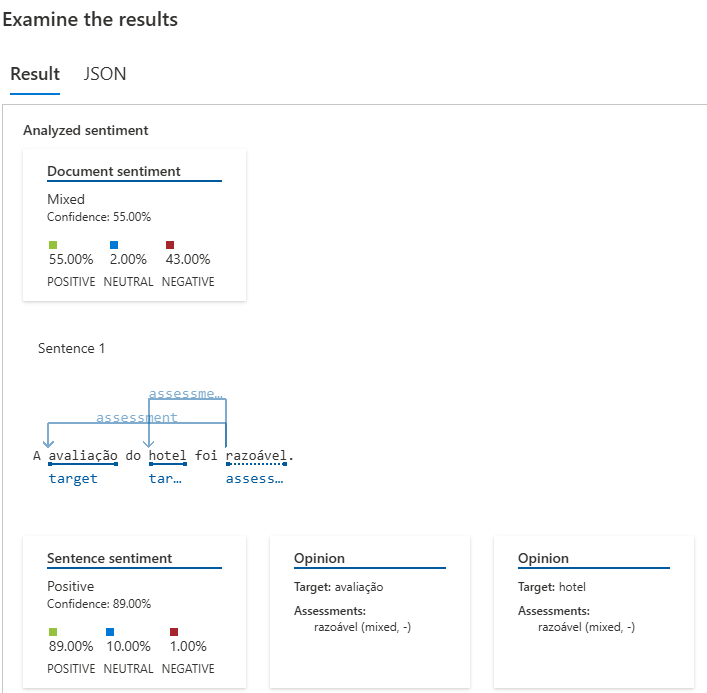 Examine the results
Result JSON
Analyzed sentiment
Document sentiment
Mixed
Confidence: 55.00%
55.00% 2.00% 43.00%
POSITIVE NEUTRAL NEGATIVE
Sentence 1
assessme...
assessment
A avaliação do hotel foi razoável.
target tar... assess...
Sentence sentiment
Positive
Confidence: 89.00%
89.00% 10.00% 1.00%
POSITIVE NEUTRAL NEGATIVE
Opinion
Target: avaliação
Assessments:
razoável (mixed, -)
Opinion
Target: hotel
Assessments:
razoável (mixed, -)